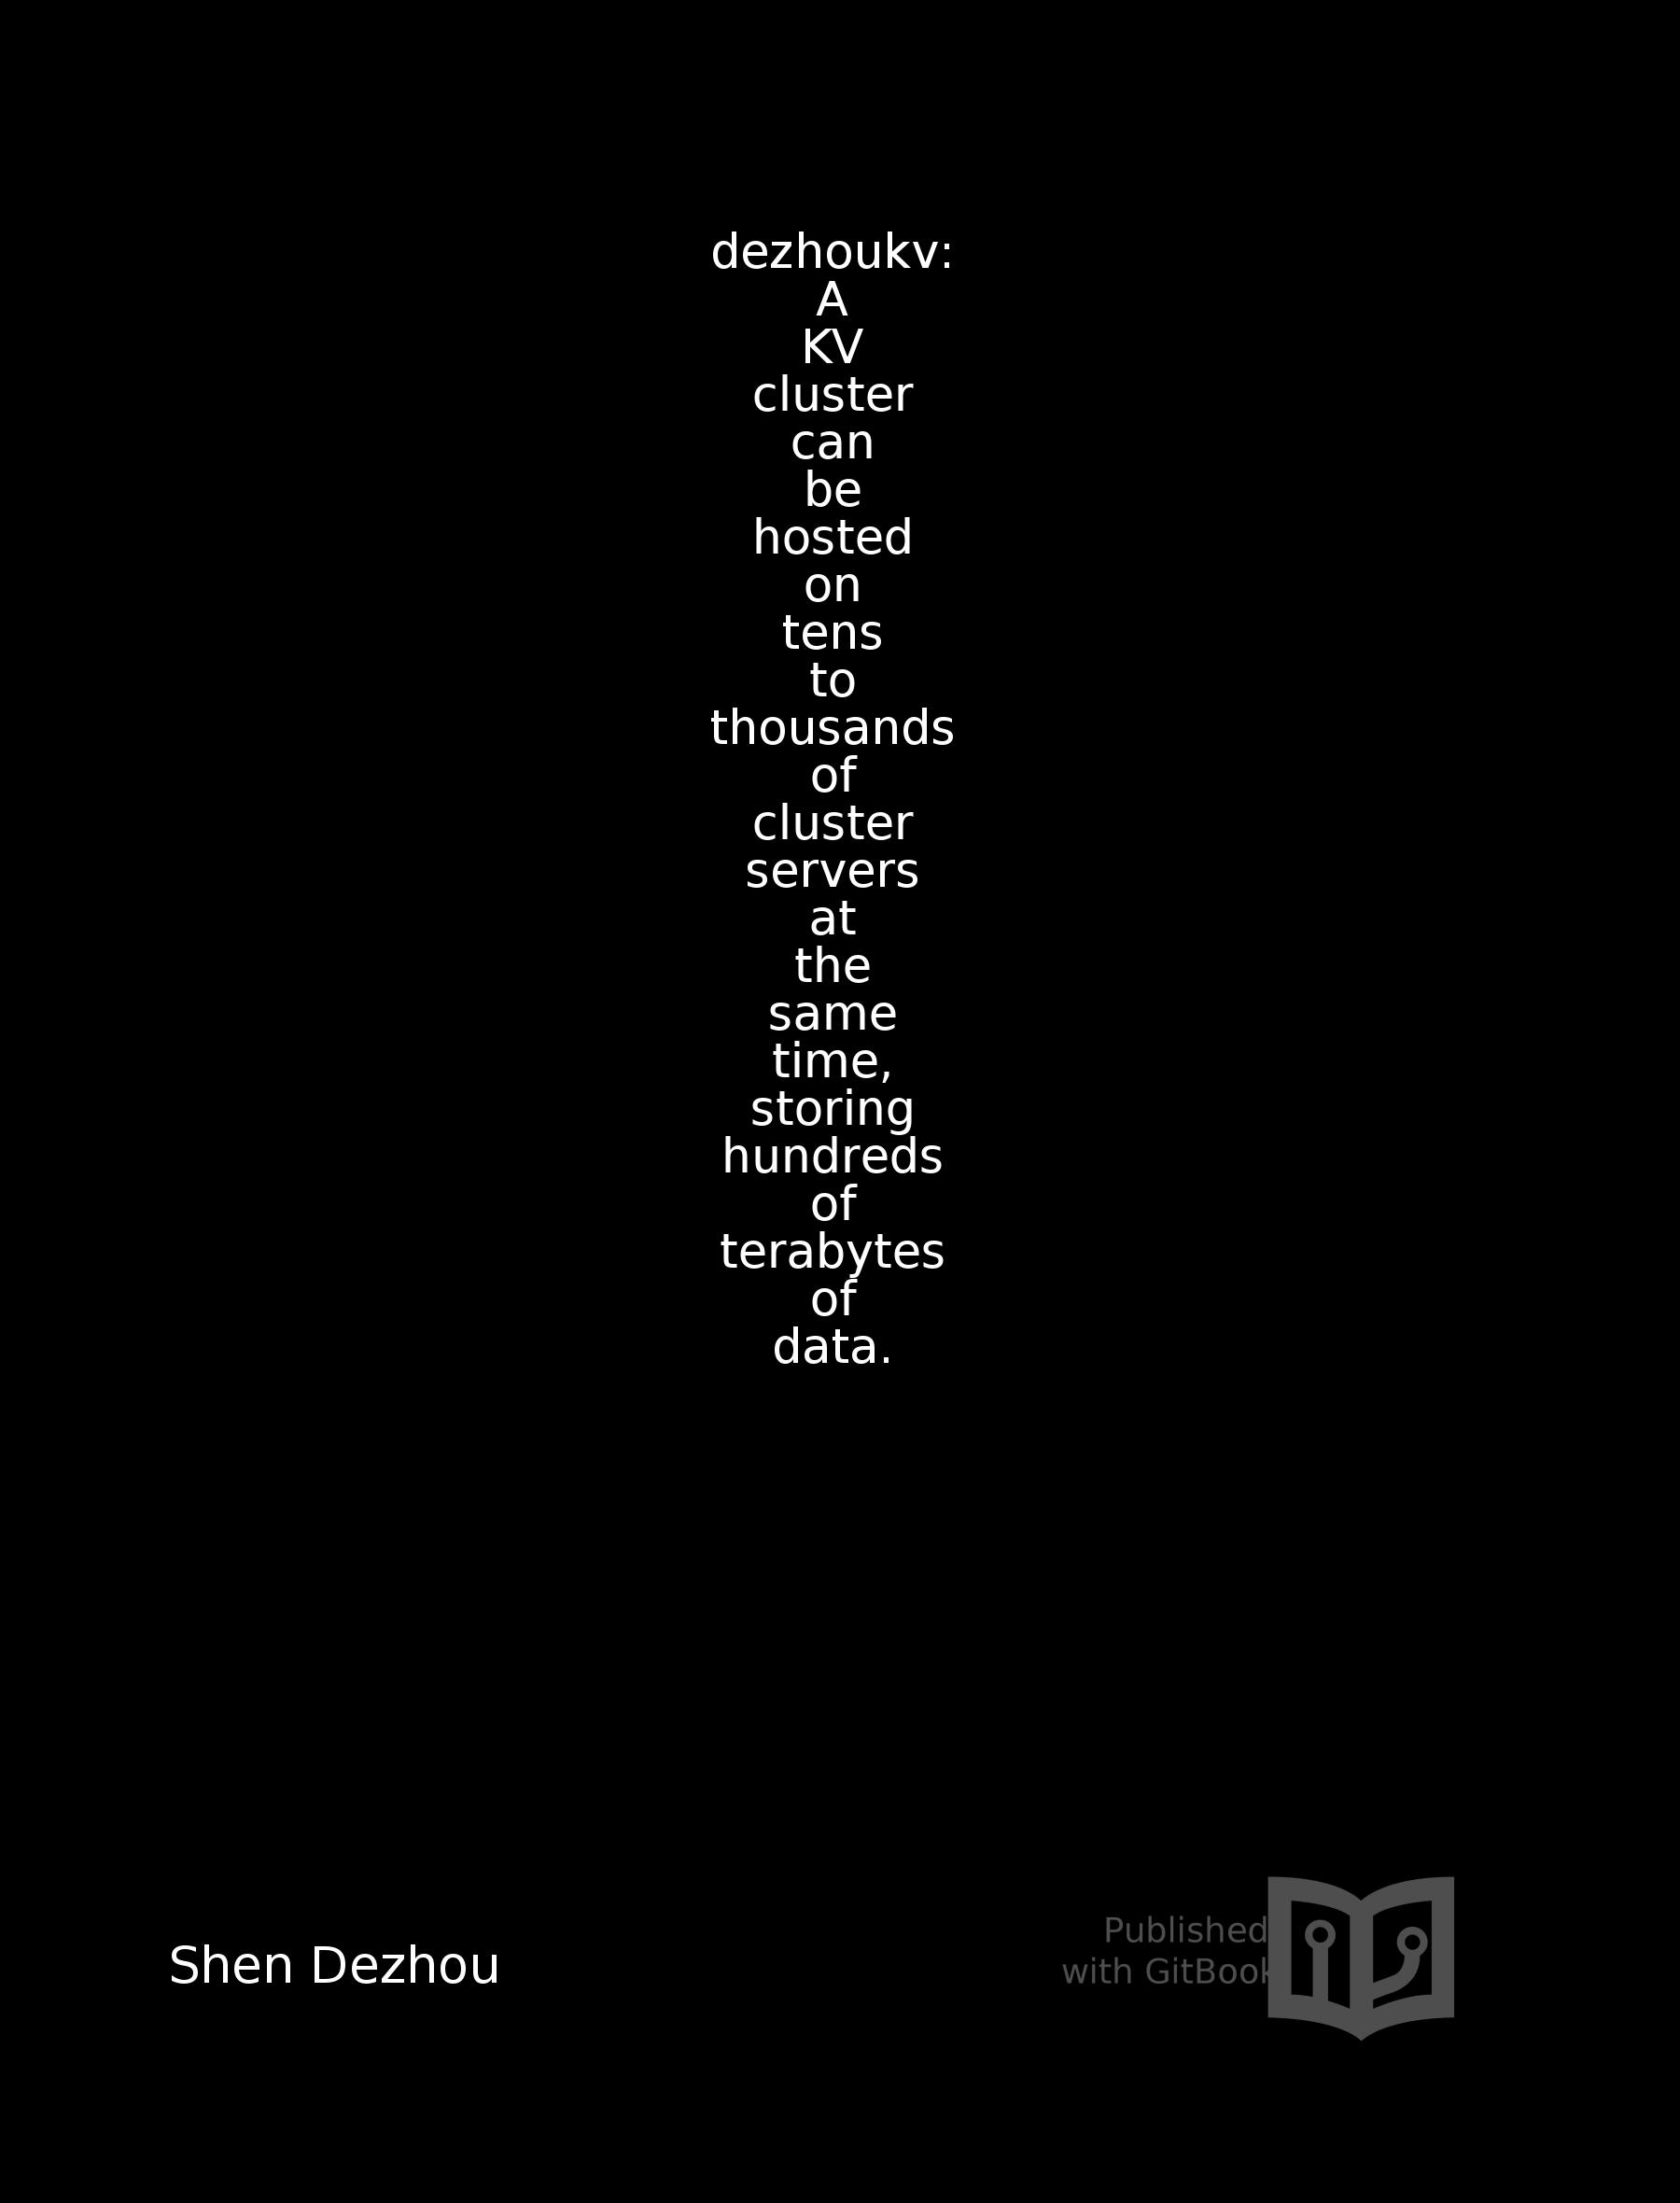 dezhoukv:
A
KV
cluster
can
be
hosted
on
tens
to
thousands
of
cluster
servers
at
the
same
time,
storing
hundreds
of
terabytes
of
data.
Shen Dezhou
Published
with GitBook